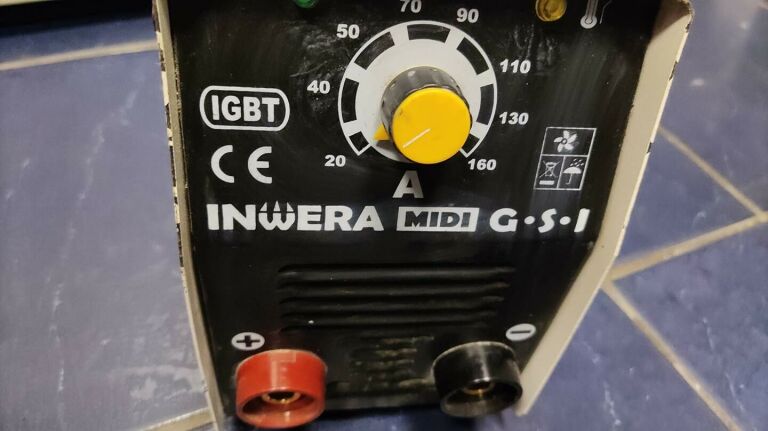 70
50 90
40 110
130
20 160
IGBT
CE
A
INWERA MIDI G·S·I
+ −